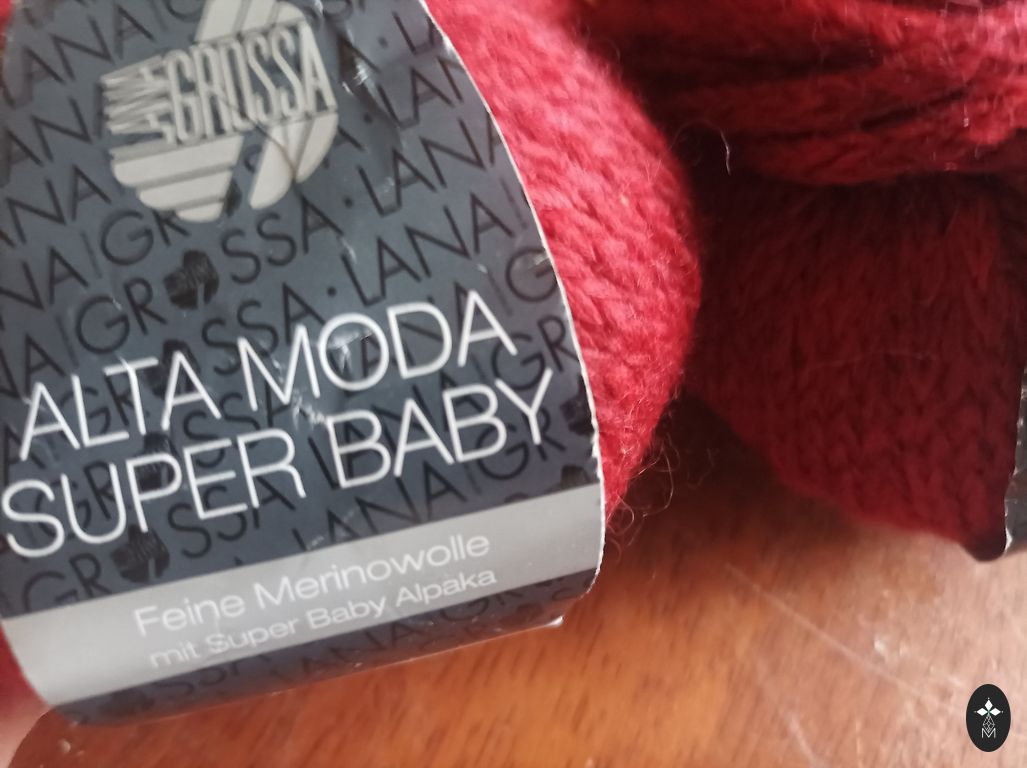 LANA
GROSSA
ALTA MODA
SUPER BABY
Feine Merinowolle
mit Super Baby Alpaka
M